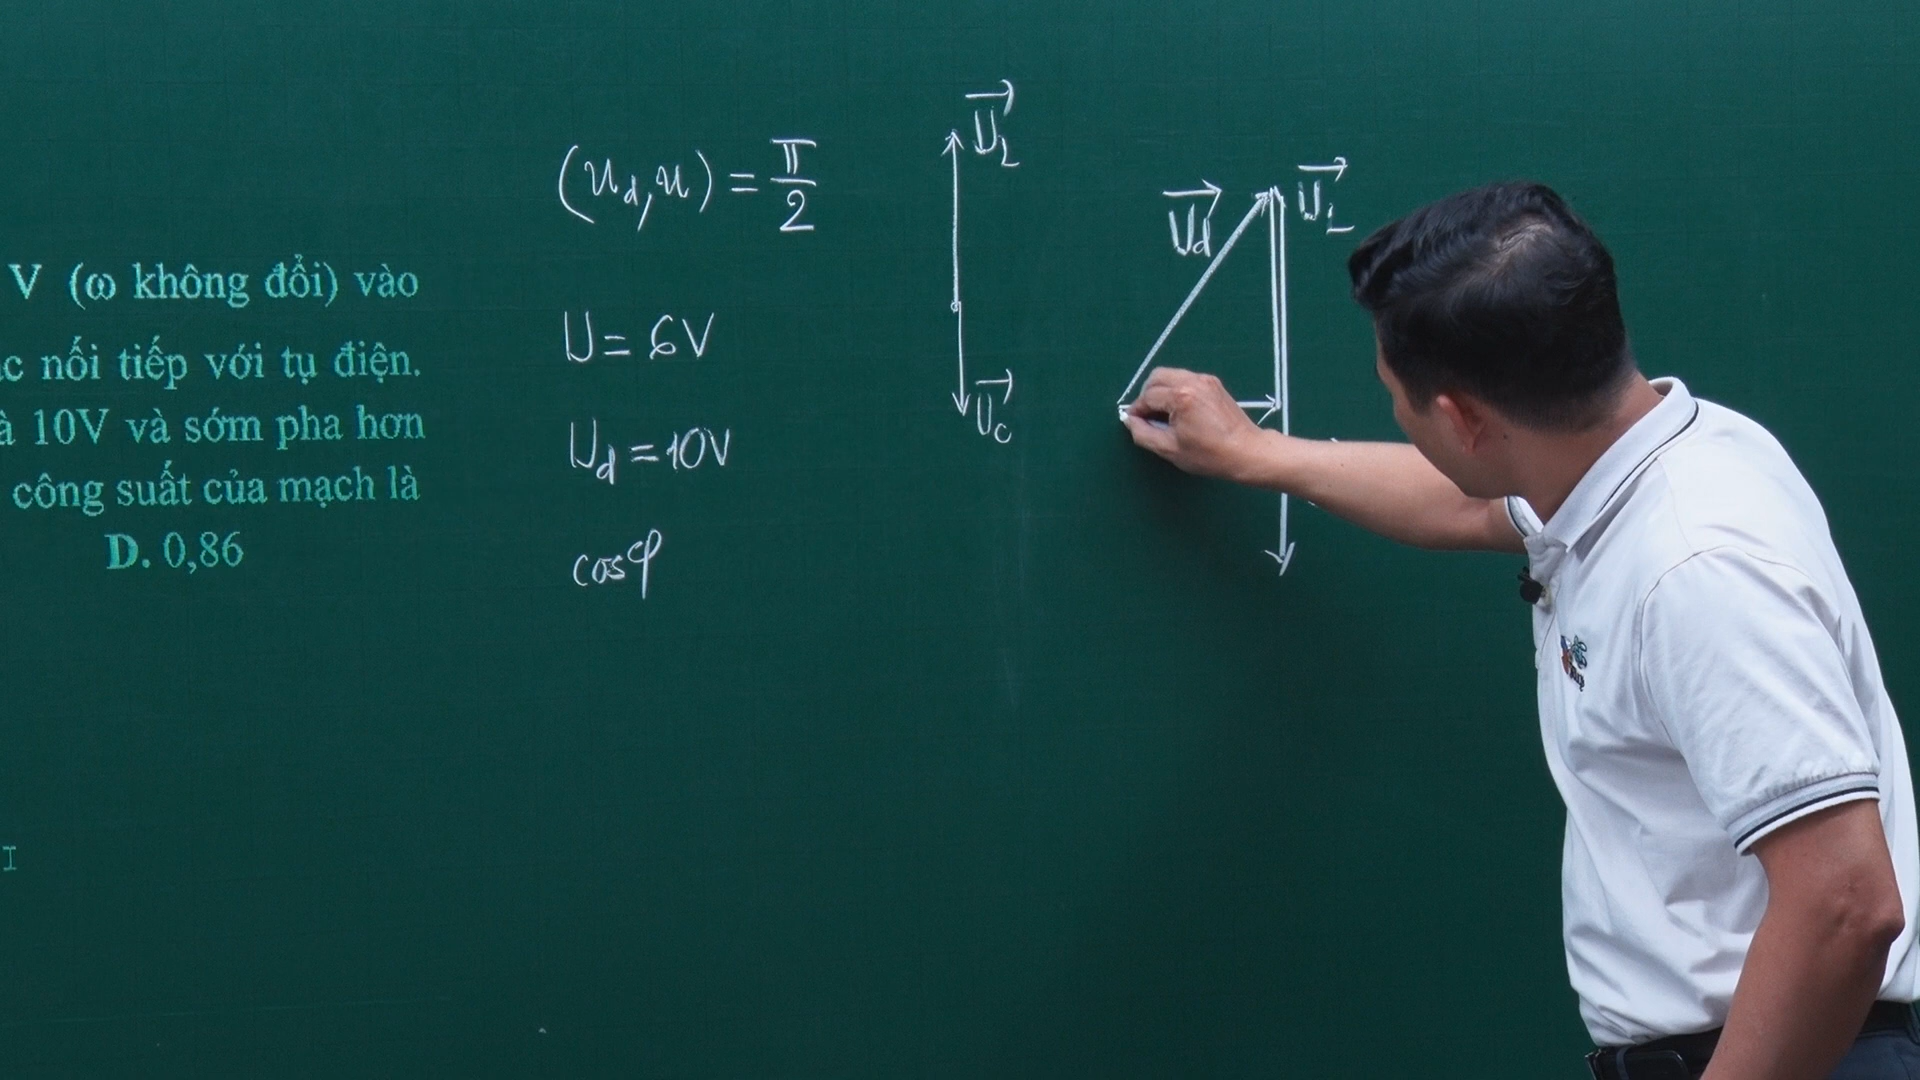 V (ω không đổi) vào
ắc nối tiếp với tụ điện.
à 10V và sớm pha hơn
công suất của mạch là
D. 0,86
(u_d, u) = π/2
U = 6V
U_d = 10V
cosφ
U_L
U_C
U_d
U_L